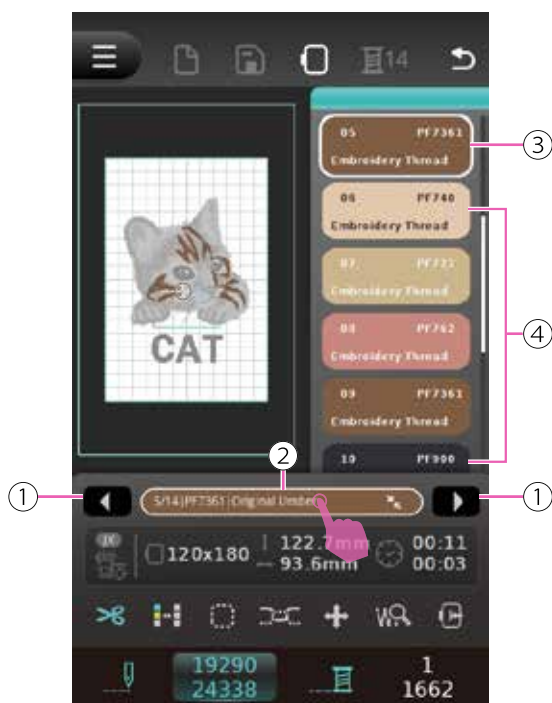 14
05 PF7361
Embroidery Thread
③
06 PF740
Embroidery Thread
07 PF721
Embroidery Thread
④
08 PF762
Embroidery Thread
CAT
09 PF7361
Embroidery Thread
10 PF900
②
① ①
5/14|PF7361|Original Umber
120x180
122.7mm
93.6mm
00:11
00:03
19290
24338
1
1662